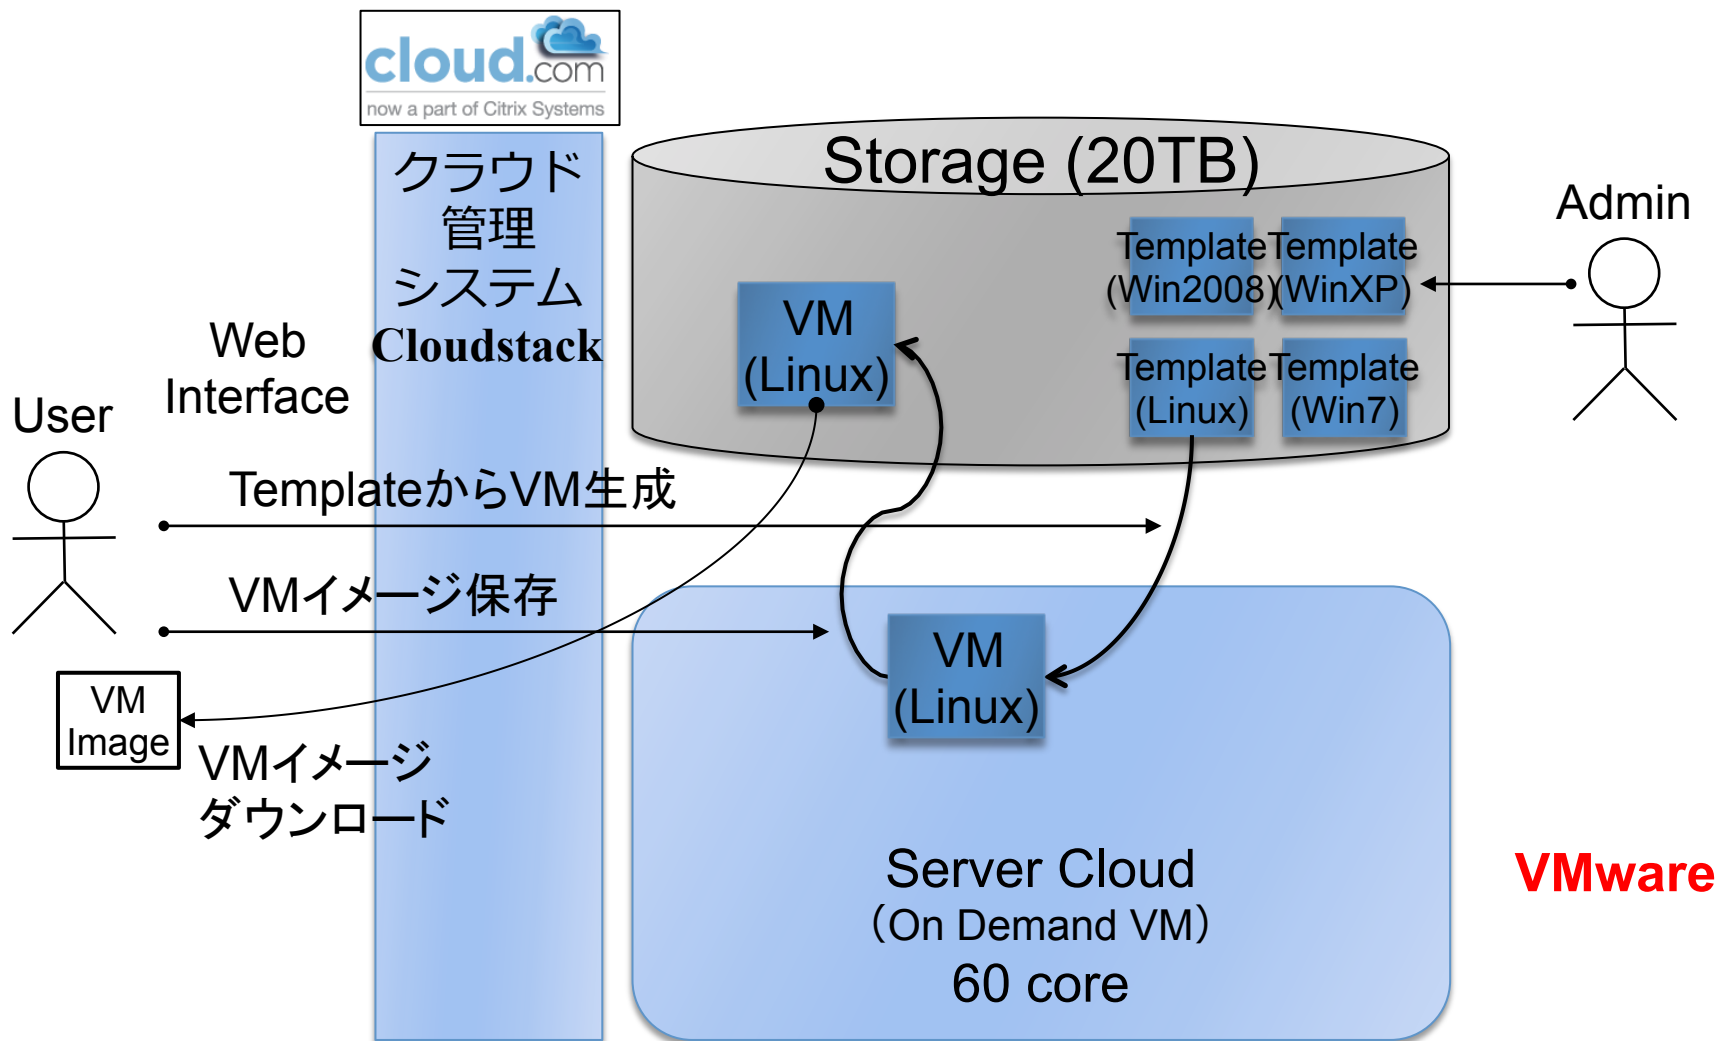 cloud.com
now a part of Citrix Systems
クラウド
管理
システム
Cloudstack
Storage (20TB)
Admin
Template
(Win2008)
Template
(WinXP)
Template
(Linux)
Template
(Win7)
VM
(Linux)
Web
Interface
User
TemplateからVM生成
VMイメージ保存
VM
Image
VMイメージ
ダウンロード
VM
(Linux)
Server Cloud
（On Demand VM）
60 core
VMware